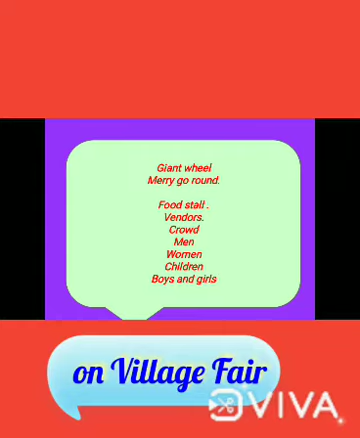 Giant wheel
Merry go round.
Food stall .
Vendors.
Crowd
Men
Women
Children
Boys and girls
on Village Fair
VIVA